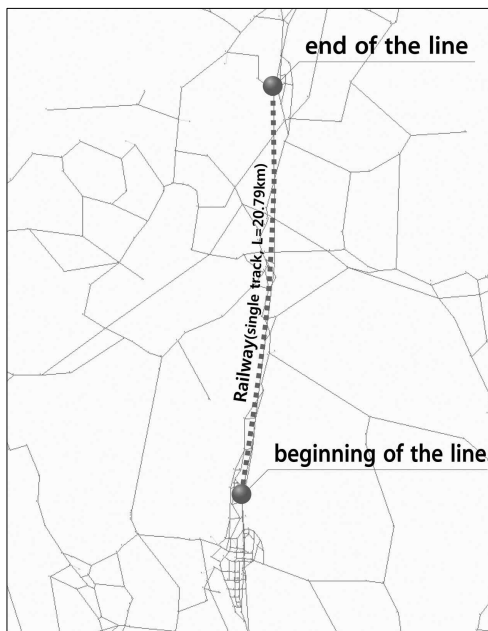 end of the line
Railway(single track, L=20.79km)
beginning of the line